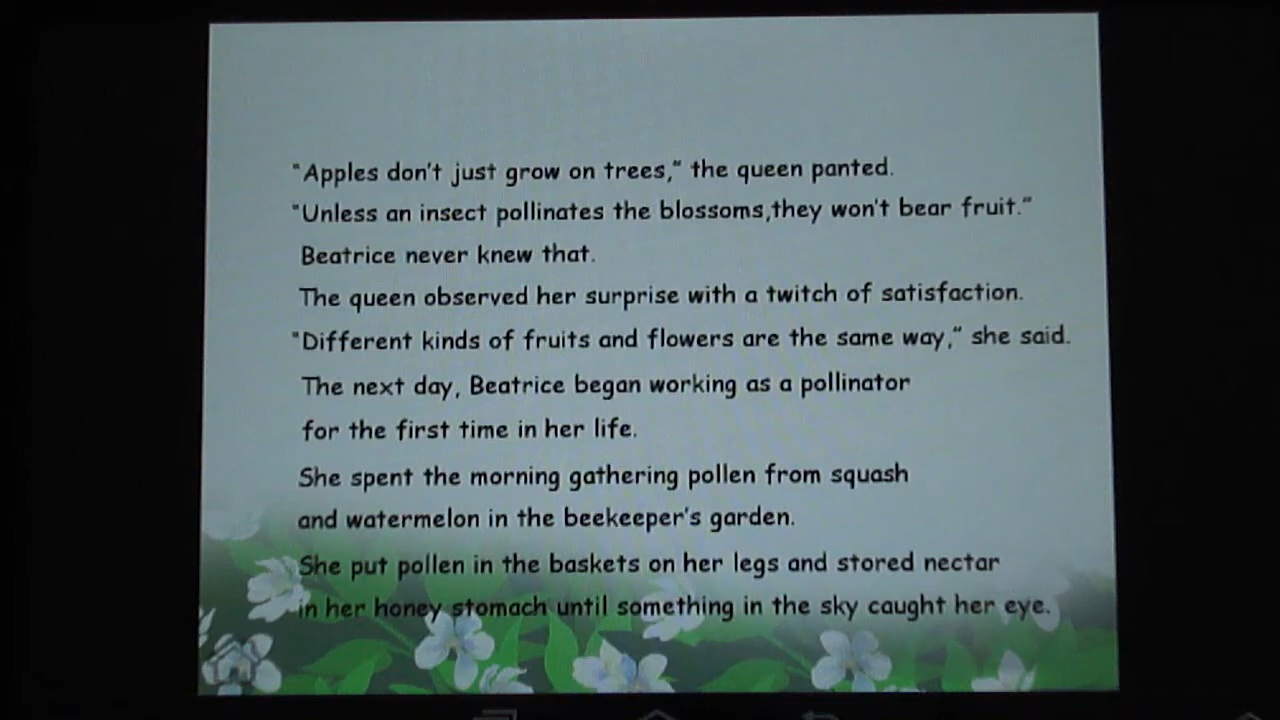 "Apples don't just grow on trees," the queen panted.
"Unless an insect pollinates the blossoms,they won't bear fruit."
Beatrice never knew that.
The queen observed her surprise with a twitch of satisfaction.
"Different kinds of fruits and flowers are the same way," she said.
The next day, Beatrice began working as a pollinator
for the first time in her life.
She spent the morning gathering pollen from squash
and watermelon in the beekeeper's garden.
She put pollen in the baskets on her legs and stored nectar
in her honey stomach until something in the sky caught her eye.